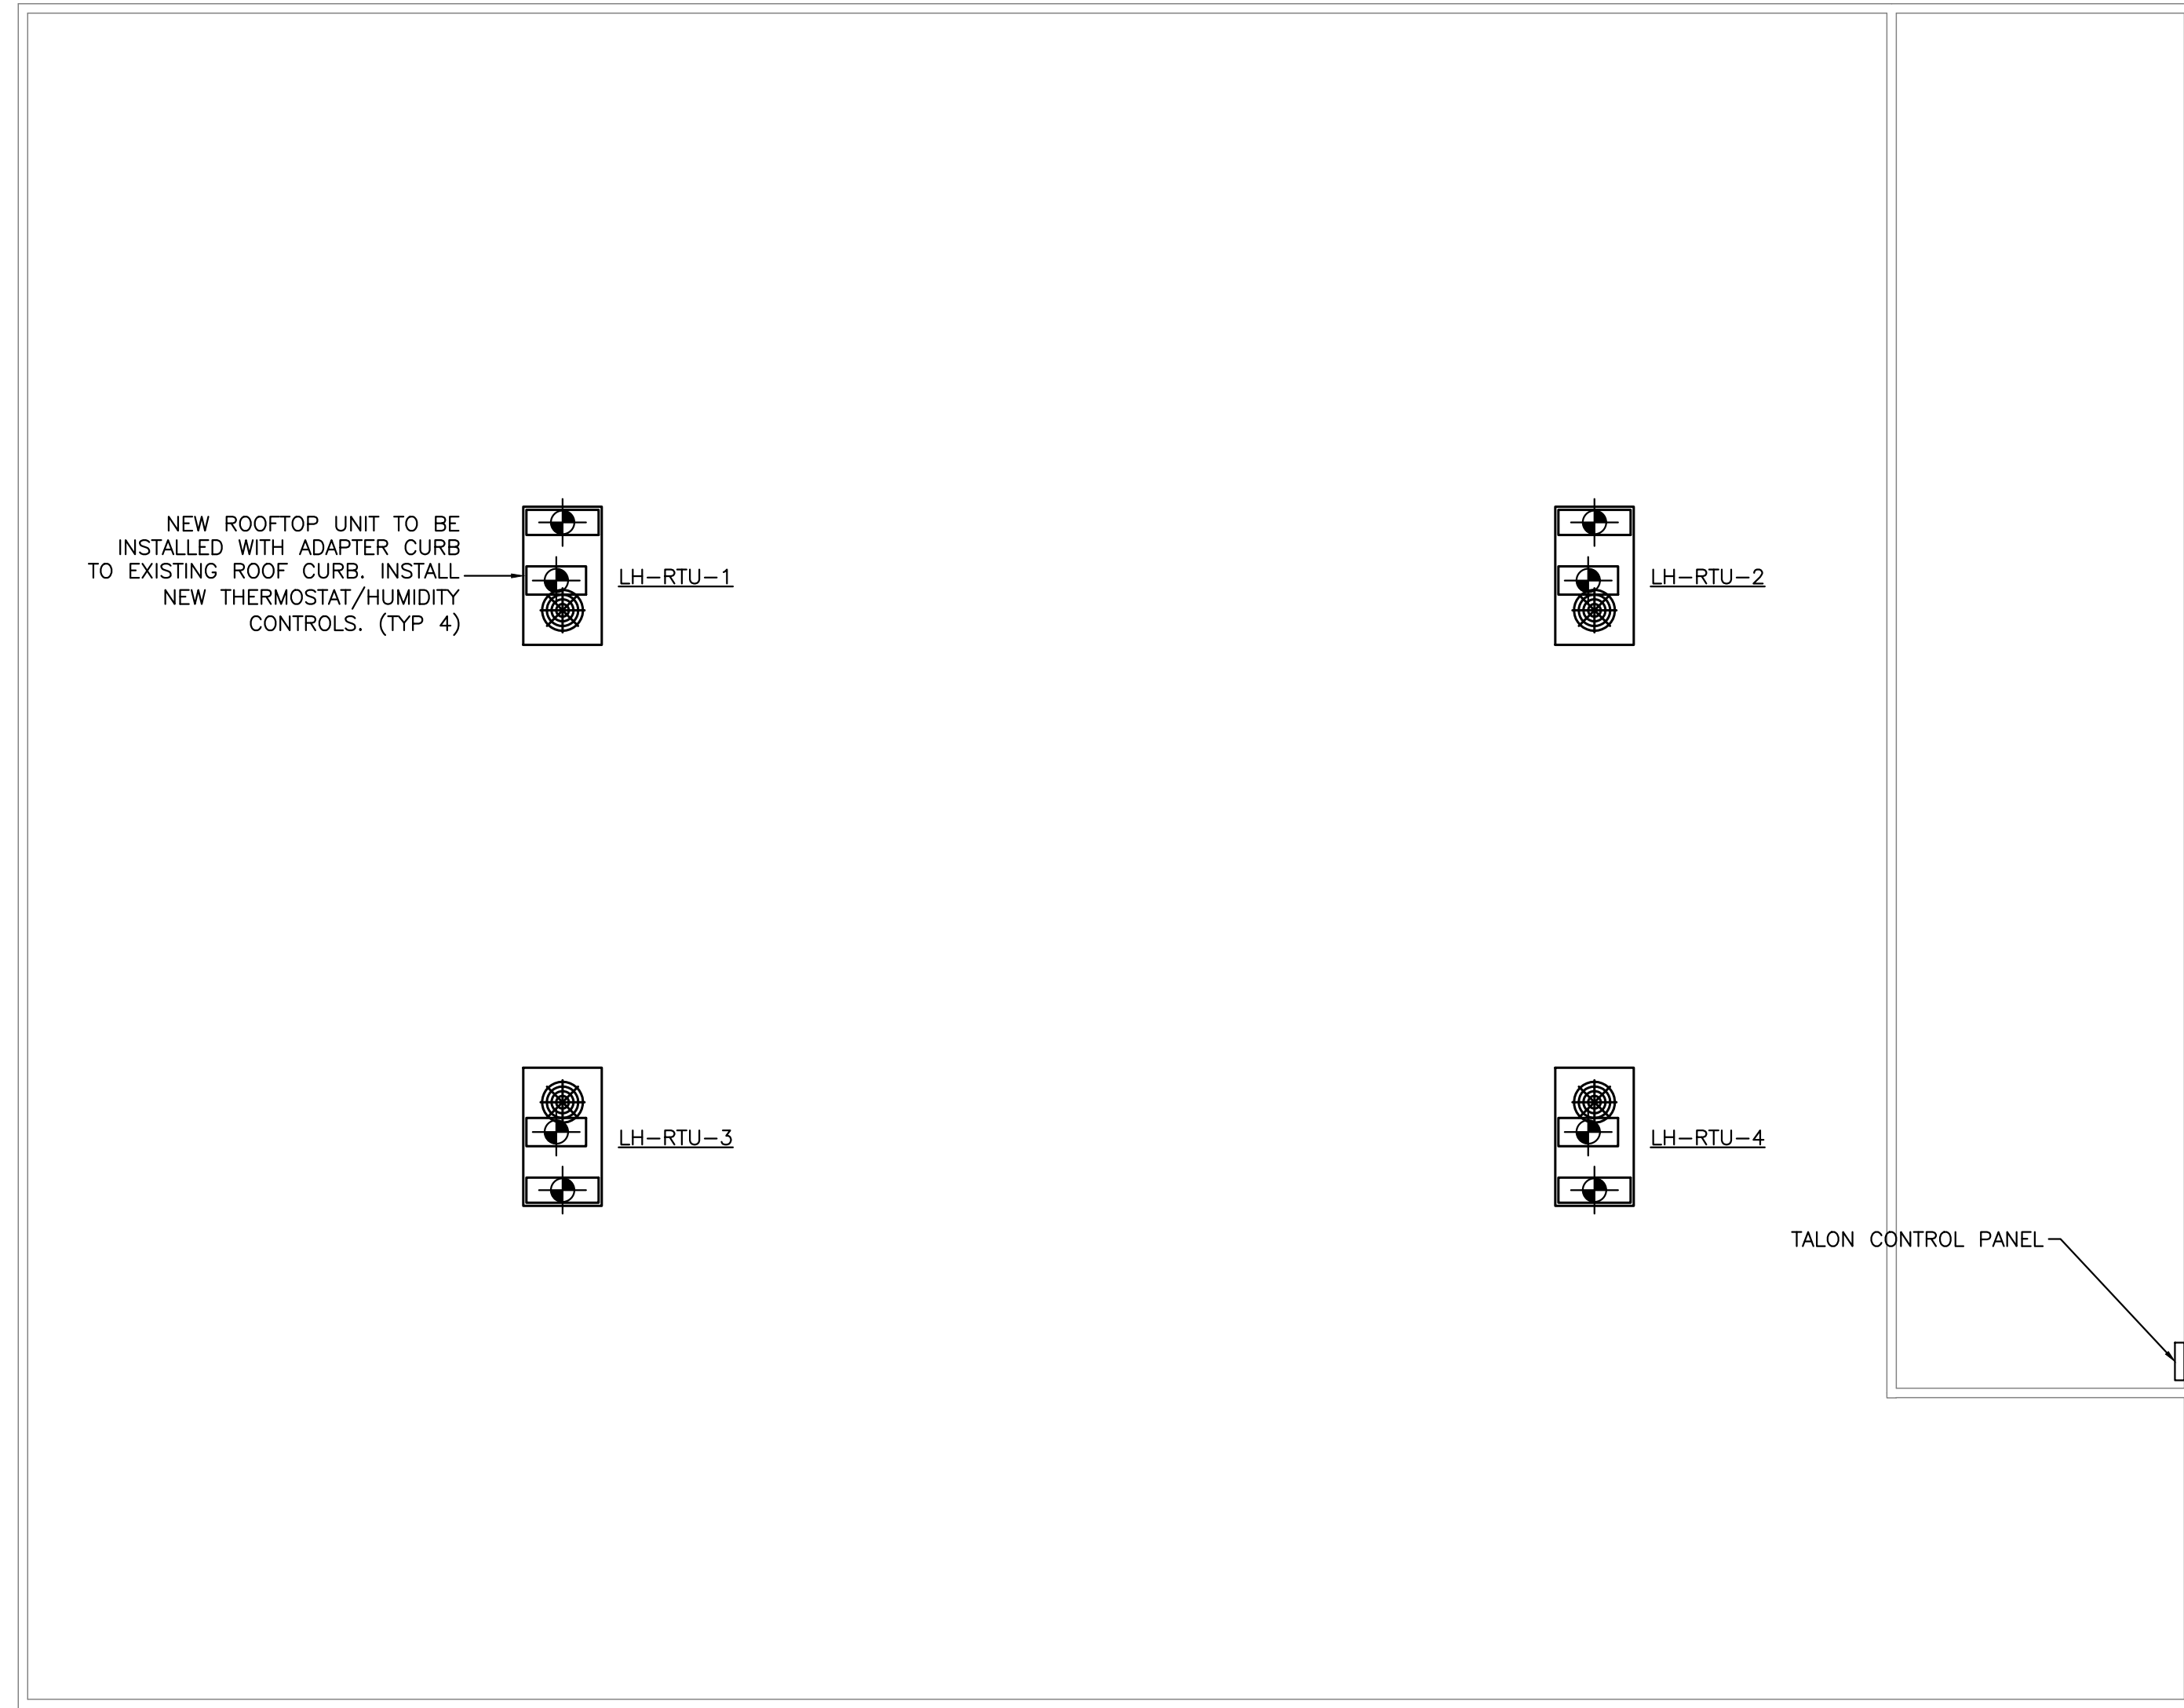 NEW ROOFTOP UNIT TO BE
INSTALLED WITH ADAPTER CURB
TO EXISTING ROOF CURB. INSTALL
NEW THERMOSTAT/HUMIDITY
CONTROLS. (TYP 4)
LH-RTU-1
LH-RTU-2
LH-RTU-3
LH-RTU-4
TALON CONTROL PANEL